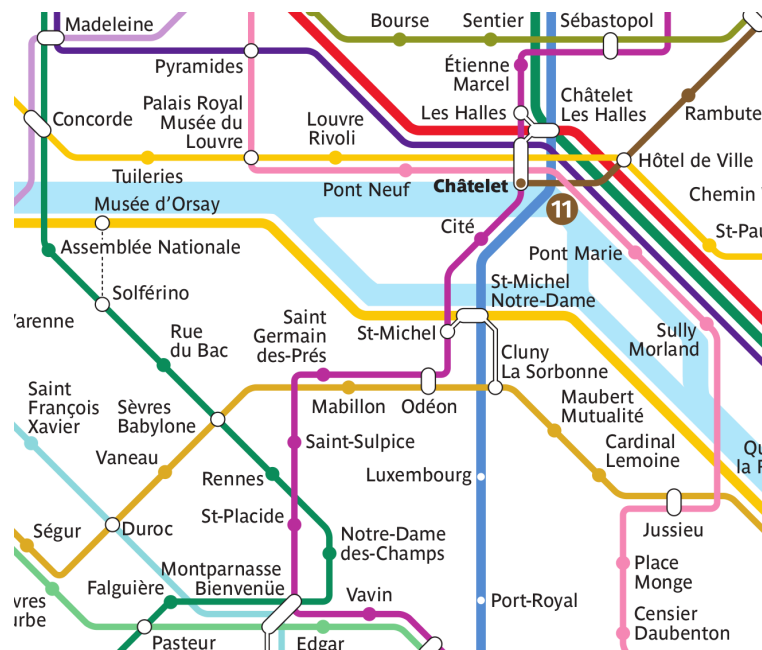 Madeleine
Bourse
Sentier
Sébastopol
Pyramides
Étienne
Marcel
Concorde
Palais Royal
Musée du
Louvre
Louvre
Rivoli
Les Halles
Châtelet
Les Halles
Rambute
Tuileries
Pont Neuf
Châtelet
Hôtel de Ville
Chemin
Musée d'Orsay
11
Cité
St-Pau
Assemblée Nationale
Pont Marie
Solférino
St-Michel
Notre-Dame
Varenne
Rue
du Bac
Saint
Germain
des-Prés
St-Michel
Sully
Morland
Cluny
La Sorbonne
Saint
François
Xavier
Sèvres
Babylone
Mabillon
Odéon
Maubert
Mutualité
Saint-Sulpice
Cardinal
Lemoine
Qu
la R
Vaneau
Rennes
Luxembourg
St-Placide
Ségur
Duroc
Notre-Dame
des-Champs
Jussieu
Montparnasse
Bienvenüe
Falguière
Vavin
Place
Monge
vres
urbe
Port-Royal
Censier
Daubenton
Pasteur
Edgar